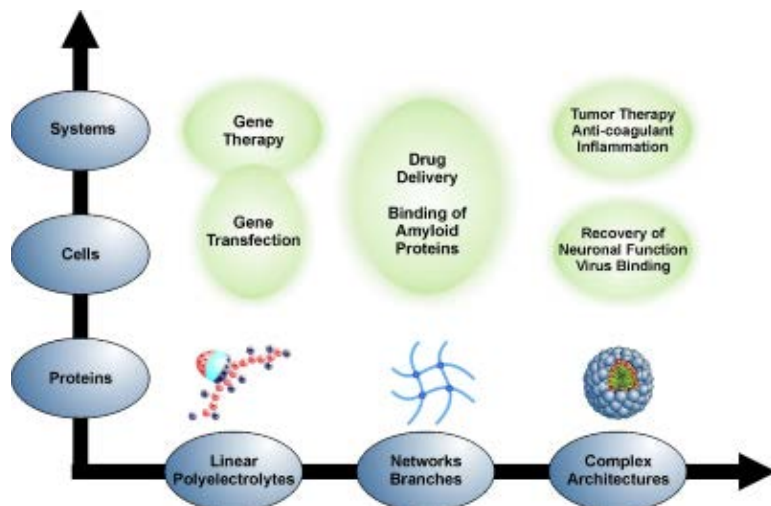 Systems
Gene
Therapy
Tumor Therapy
Anti-coagulant
Inflammation
Drug
Delivery
Binding of
Amyloid
Proteins
Cells
Gene
Transfection
Recovery of
Neuronal Function
Virus Binding
Proteins
Linear
Polyelectrolytes
Networks
Branches
Complex
Architectures